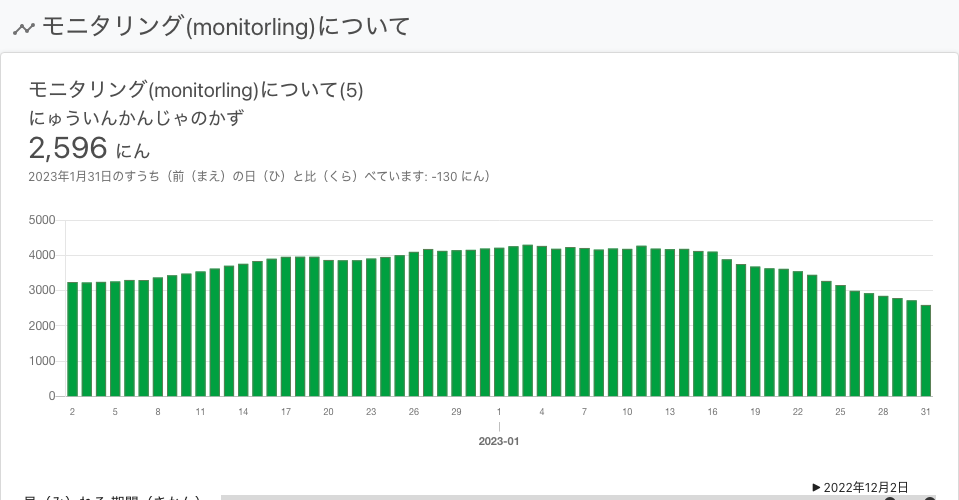 モニタリング(monitorling)について
モニタリング(monitorling)について(5)
にゅういんかんじゃのかず
2,596 にん
2023年1月31日のすうち（前（まえ）の日（ひ）と比（くら）べています: -130 にん）
5000
4000
3000
2000
1000
0
2 5 8 11 14 17 20 23 26 29 1 4 7 10 13 16 19 22 25 28 31
2023-01
▶ 2022年12月2日